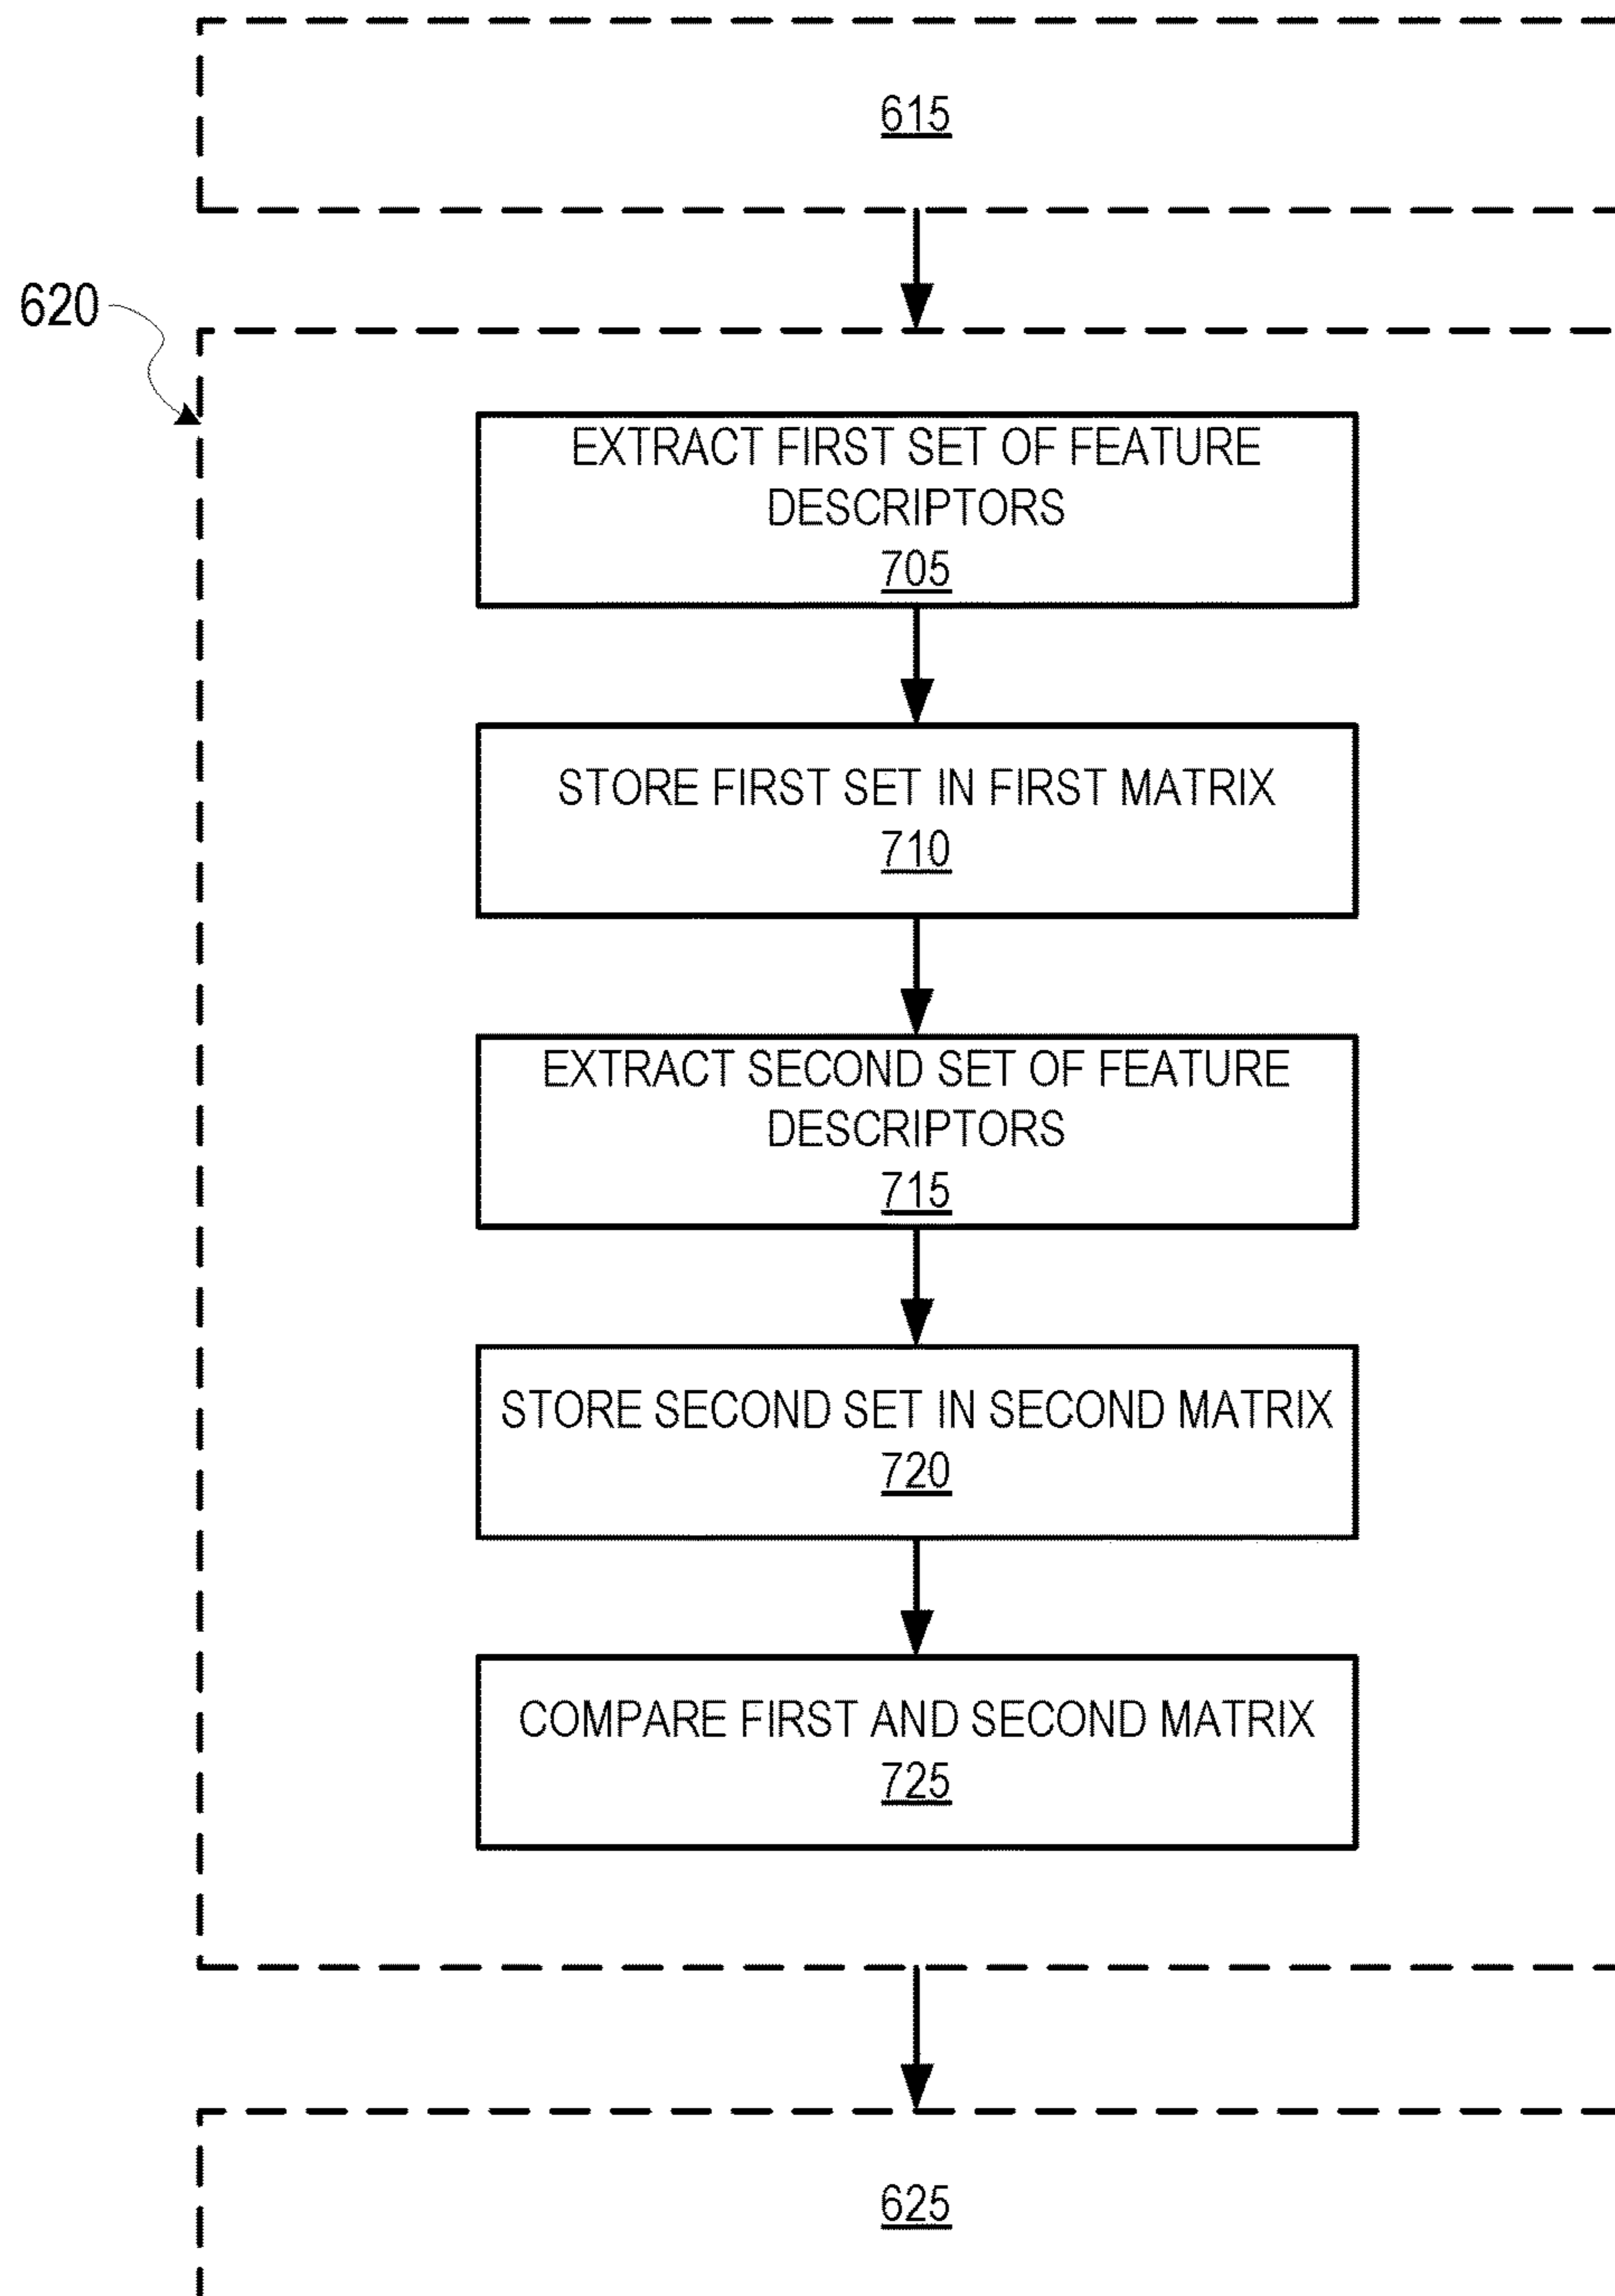 615
620
EXTRACT FIRST SET OF FEATURE
DESCRIPTORS
705
STORE FIRST SET IN FIRST MATRIX
710
EXTRACT SECOND SET OF FEATURE
DESCRIPTORS
715
STORE SECOND SET IN SECOND MATRIX
720
COMPARE FIRST AND SECOND MATRIX
725
625